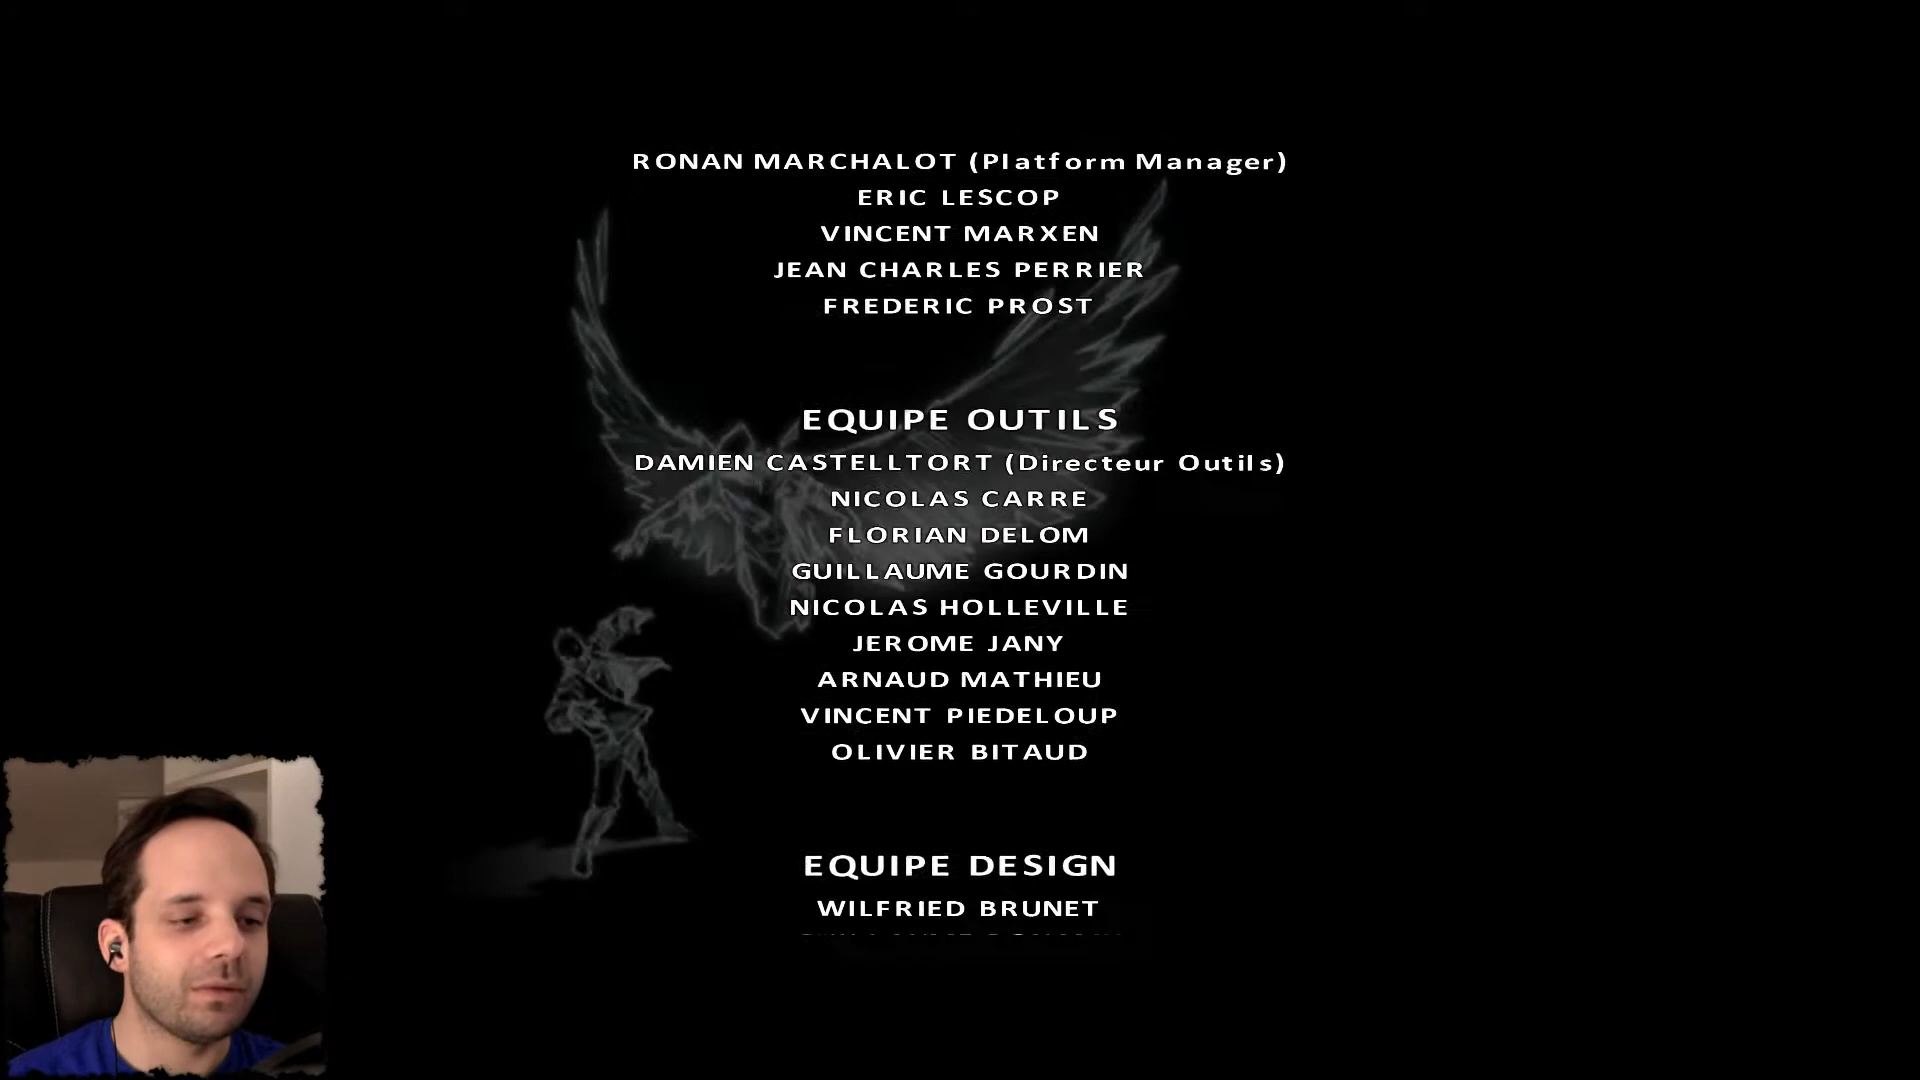 RONAN MARCHALOT (Platform Manager)
ERIC LESCOP
VINCENT MARXEN
JEAN CHARLES PERRIER
FREDERIC PROST
EQUIPE OUTILS
DAMIEN CASTELLTORT (Directeur Outils)
NICOLAS CARRE
FLORIAN DELOM
GUILLAUME GOURDIN
NICOLAS HOLLEVILLE
JEROME JANY
ARNAUD MATHIEU
VINCENT PIEDELOUP
OLIVIER BITAUD
EQUIPE DESIGN
WILFRIED BRUNET